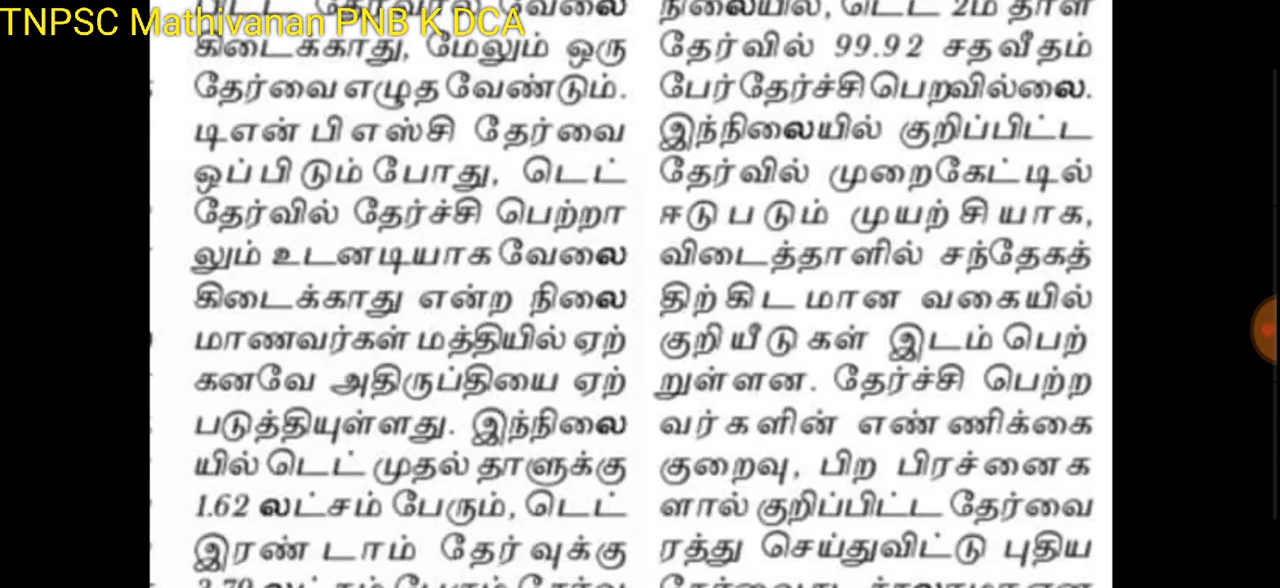 TNPSC Mathivanan PNB K DCA
கிடைக்காது, மேலும் ஒரு
தேர்வை எழுத வேண்டும்.
டிஎன்பிஎஸ்சி தேர்வை
ஒப்பிடும்போது, டெட்
தேர்வில் தேர்ச்சி பெற்றா
லும் உடனடியாக வேலை
கிடைக்காது என்ற நிலை
மாணவர்கள் மத்தியில் ஏற்
கனவே அதிருப்தியை ஏற்
படுத்தியுள்ளது. இந்நிலை
யில் டெட் முதல் தாளுக்கு
1.62 லட்சம் பேரும், டெட்
இரண்டாம் தேர்வுக்கு
நிலையில், டெட் 2ம் தாள்
தேர்வில் 99.92 சதவீதம்
பேர் தேர்ச்சி பெறவில்லை.
இந்நிலையில் குறிப்பிட்ட
தேர்வில் முறைகேட்டில்
ஈடுபடும் முயற்சியாக,
விடைத்தாளில் சந்தேகத்
திற்கிடமான வகையில்
குறியீடுகள் இடம் பெற்
றுள்ளன. தேர்ச்சி பெற்ற
வர்களின் எண்ணிக்கை
குறைவு, பிற பிரச்னைக
ளால் குறிப்பிட்ட தேர்வை
ரத்து செய்துவிட்டு புதிய